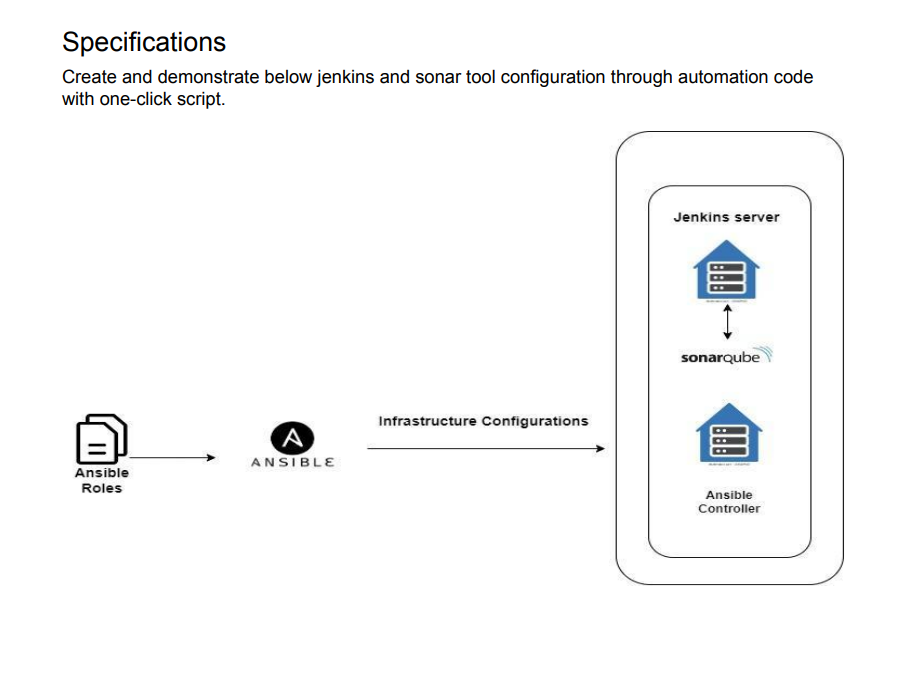 Specifications
Create and demonstrate below jenkins and sonar tool configuration through automation code
with one-click script.
Jenkins server
sonarqube
Infrastructure Configurations
ANSIBLE
Ansible
Roles
Ansible
Controller